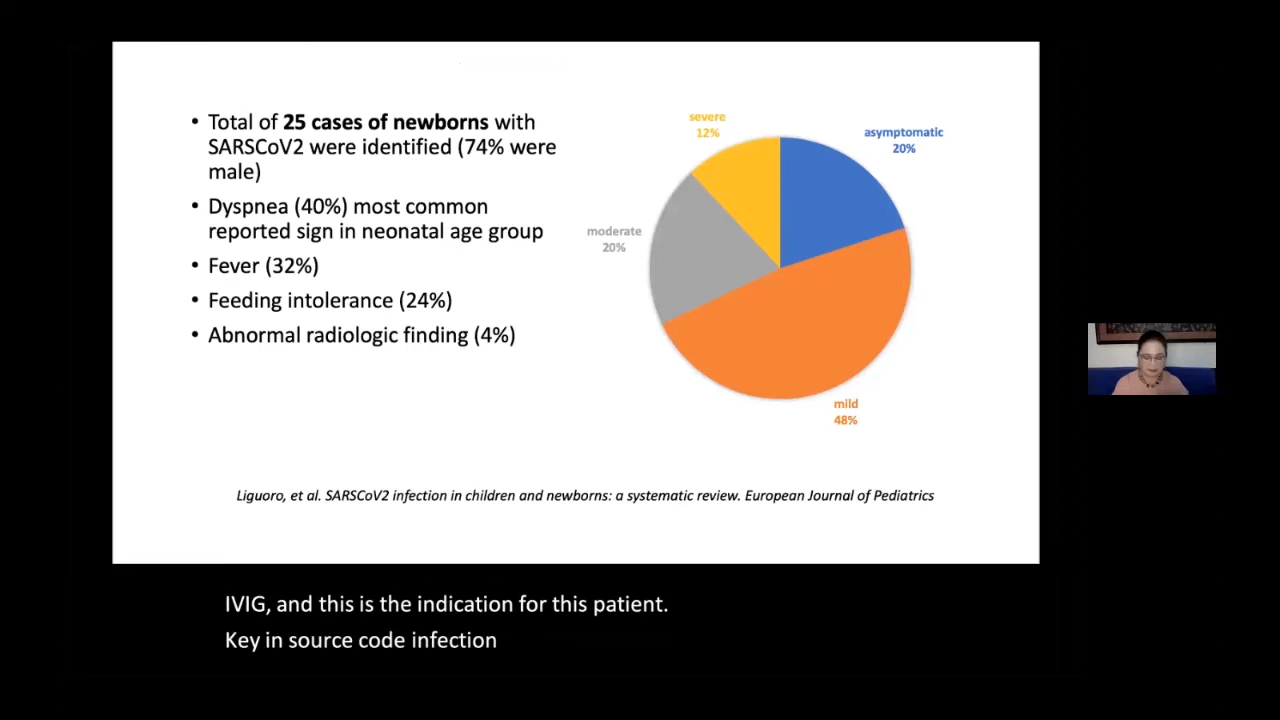 • Total of 25 cases of newborns with
SARSCoV2 were identified (74% were
male)
• Dyspnea (40%) most common
reported sign in neonatal age group
• Fever (32%)
• Feeding intolerance (24%)
• Abnormal radiologic finding (4%)
severe
12%
asymptomatic
20%
moderate
20%
mild
48%
Liguoro, et al. SARSCoV2 infection in children and newborns: a systematic review. European Journal of Pediatrics
IVIG, and this is the indication for this patient.
Key in source code infection